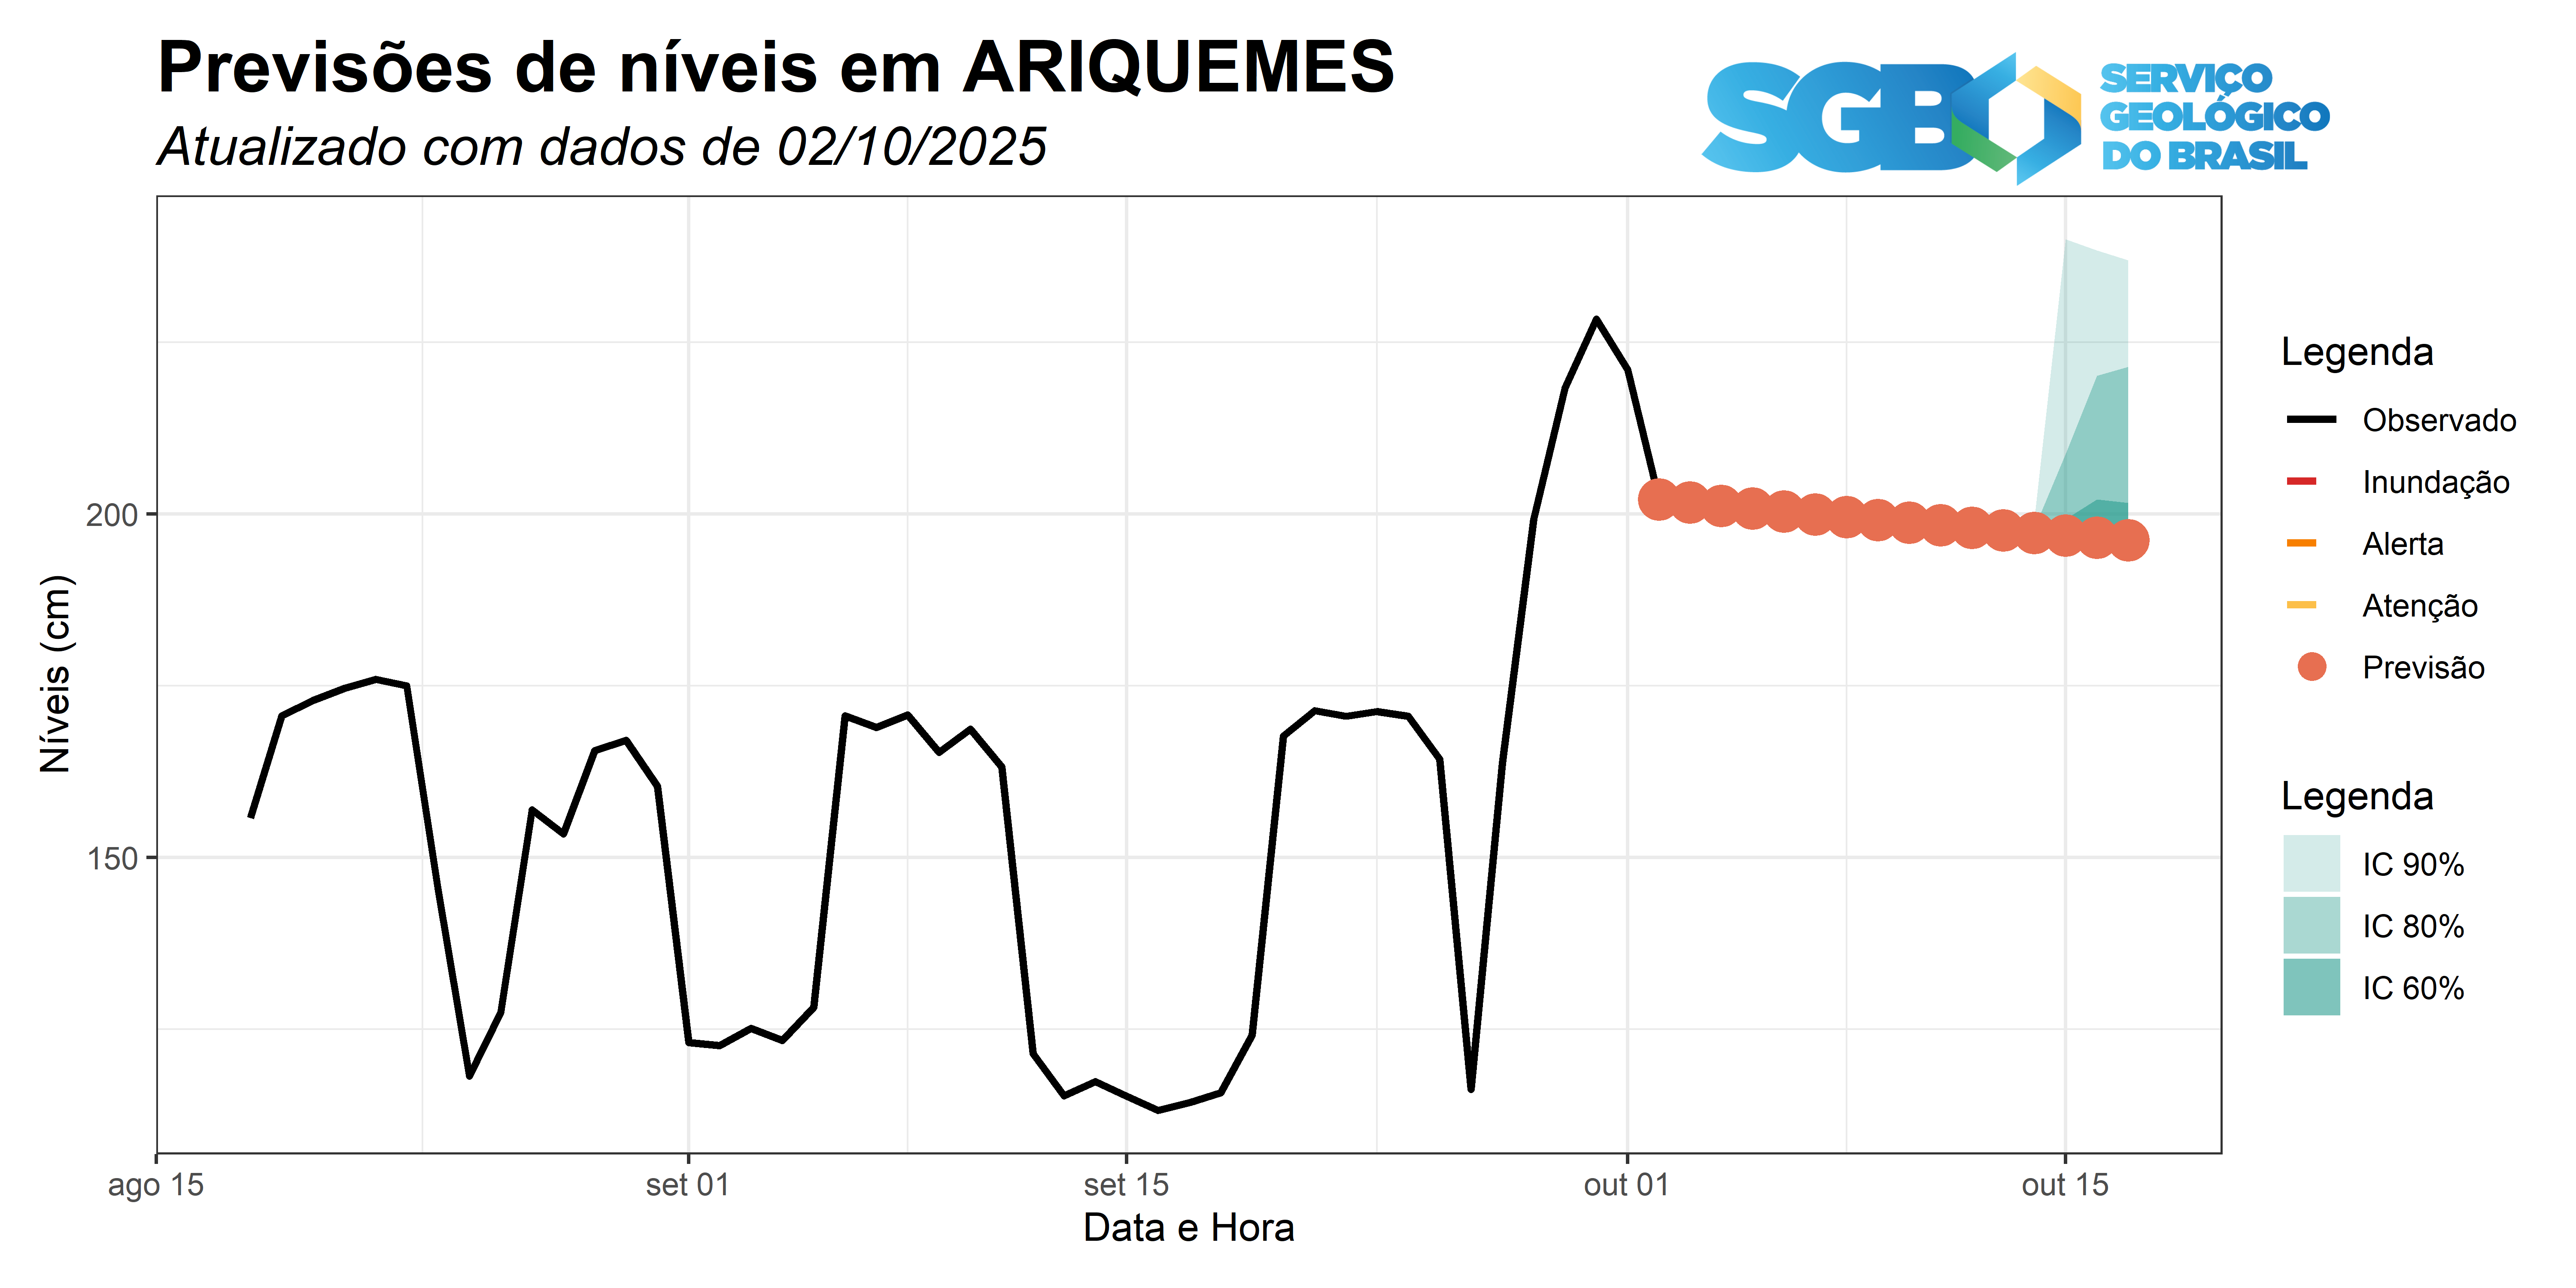 Previsões de níveis em ARIQUEMES
Atualizado com dados de 02/10/2025
SGB
SERVIÇO
GEOLÓGICO
DO BRASIL
Níveis (cm)
200
150
ago 15
set 01
set 15
out 01
out 15
Data e Hora
Legenda
Observado
Inundação
Alerta
Atenção
Previsão
Legenda
IC 90%
IC 80%
IC 60%